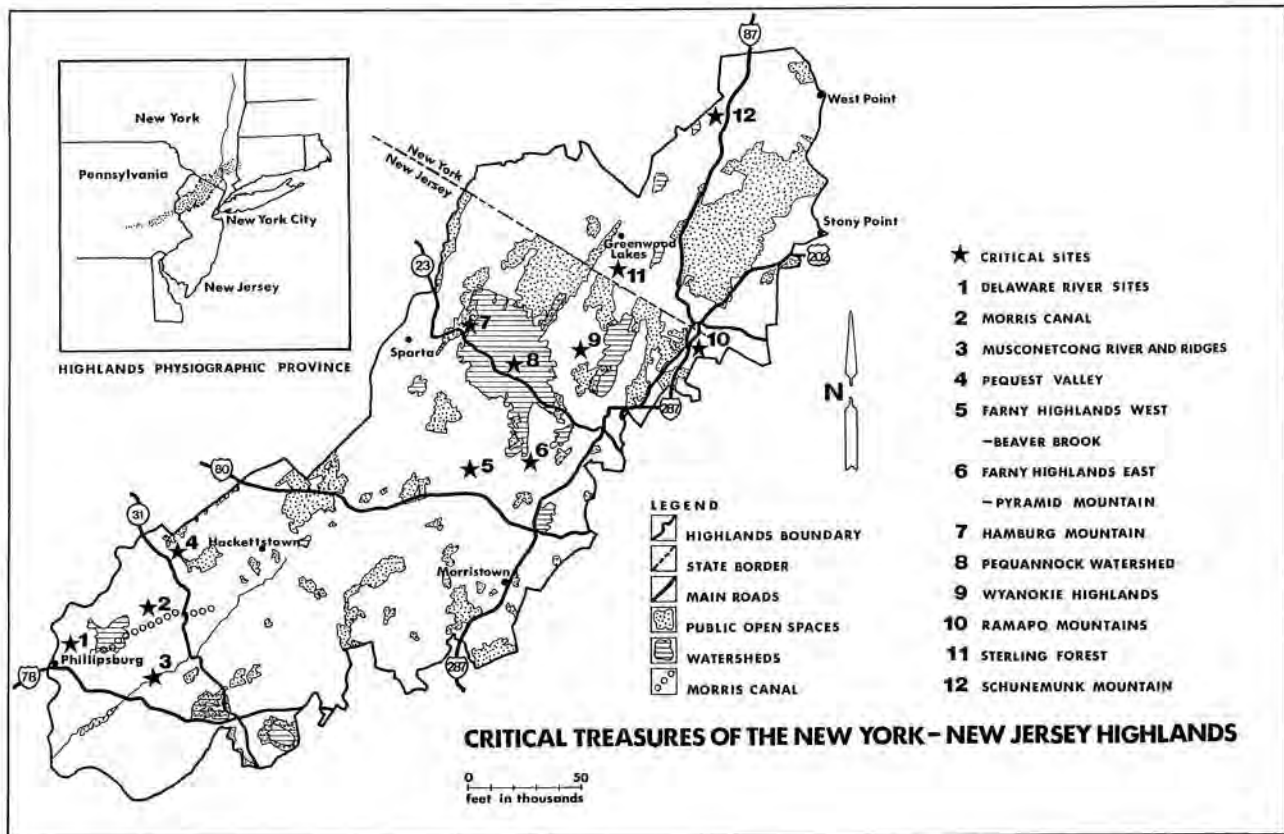 New York
Pennsylvania
New York City
New Jersey
HIGHLANDS PHYSIOGRAPHIC PROVINCE
87
West Point
12
New York
New Jersey
Stony Point
Greenwood
Lakes
202
23
11
7
Sparta
9
10
8
287
6
5
80
31
4
Hackettstown
Morristown
2
1
Phillipsburg
3
78
287
N
LEGEND
HIGHLANDS BOUNDARY
STATE BORDER
MAIN ROADS
PUBLIC OPEN SPACES
WATERSHEDS
MORRIS CANAL
★ CRITICAL SITES
1 DELAWARE RIVER SITES
2 MORRIS CANAL
3 MUSCONETCONG RIVER AND RIDGES
4 PEQUEST VALLEY
5 FARNY HIGHLANDS WEST
–BEAVER BROOK
6 FARNY HIGHLANDS EAST
–PYRAMID MOUNTAIN
7 HAMBURG MOUNTAIN
8 PEQUANNOCK WATERSHED
9 WYANOKIE HIGHLANDS
10 RAMAPO MOUNTAINS
11 STERLING FOREST
12 SCHUNEMUNK MOUNTAIN
CRITICAL TREASURES OF THE NEW YORK – NEW JERSEY HIGHLANDS
0 50
feet in thousands